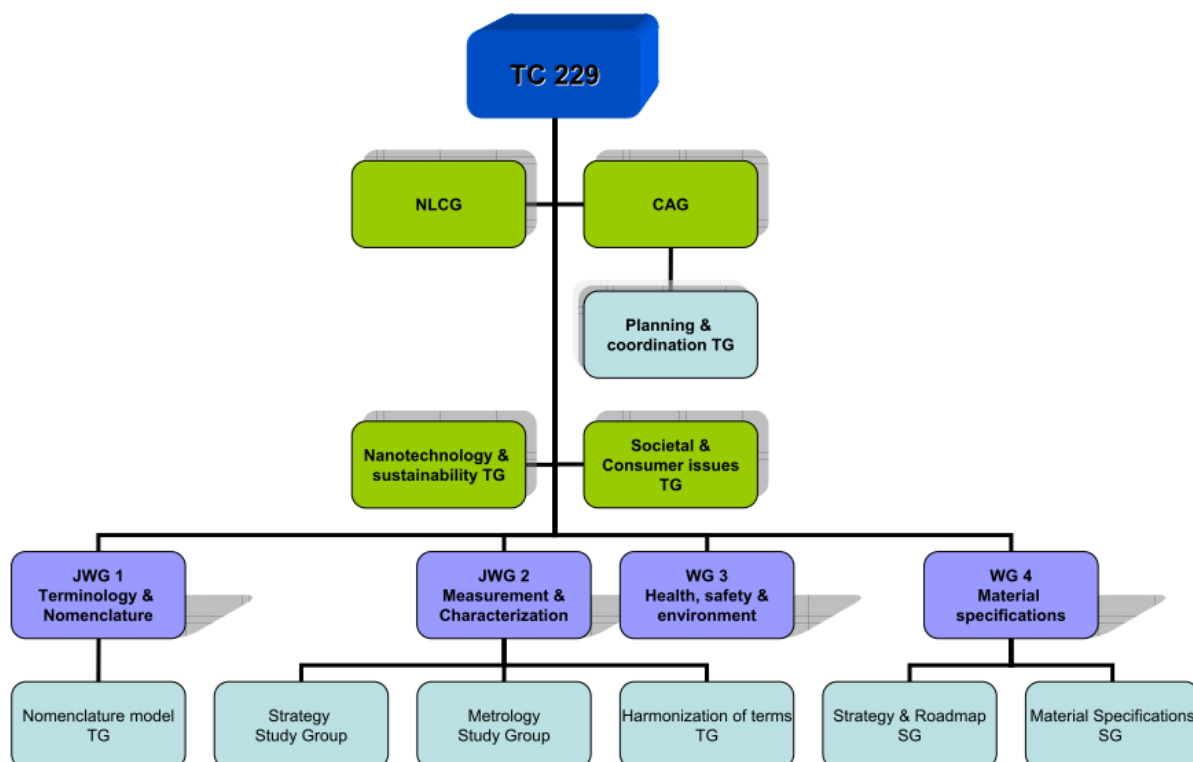 TC 229
NLCG
CAG
Planning &
coordination TG
Nanotechnology &
sustainability TG
Societal &
Consumer issues
TG
JWG 1
Terminology &
Nomenclature
JWG 2
Measurement &
Characterization
WG 3
Health, safety &
environment
WG 4
Material
specifications
Nomenclature model
TG
Strategy
Study Group
Metrology
Study Group
Harmonization of terms
TG
Strategy & Roadmap
SG
Material Specifications
SG